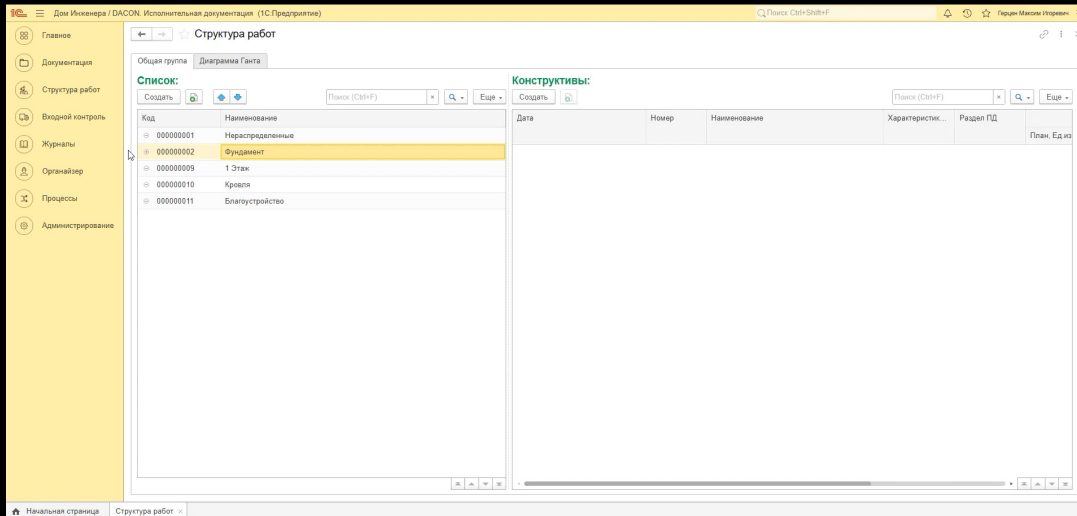 1С Дом Инженера / DACON. Исполнительная документация (1С:Предприятие) Поиск Ctrl+Shift+F Герцен Максим Игоревич
Главное
Документация
Структура работ
Входной контроль
Журналы
Органайзер
Процессы
Администрирование
Структура работ
Общая группа Диаграмма Ганта
Список:
Создать Поиск (Ctrl+F) × Еще
Код Наименование
000000001 Нераспределенные
000000002 Фундамент
000000009 1 Этаж
000000010 Кровля
000000011 Благоустройство
Конструктивы:
Создать Поиск (Ctrl+F) × Еще
Дата Номер Наименование Характеристик... Раздел ПД
План, Ед из
Начальная страница Структура работ ×